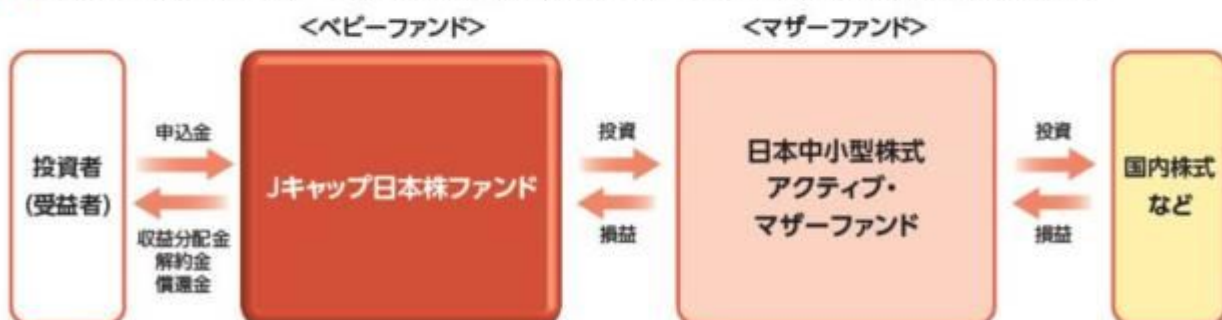 <ベビーファンド>
<マザーファンド>
投資者
(受益者)
申込金
収益分配金
解約金
償還金
Jキャップ日本株ファンド
投資
損益
日本中小型株式
アクティブ・
マザーファンド
投資
損益
国内株式
など